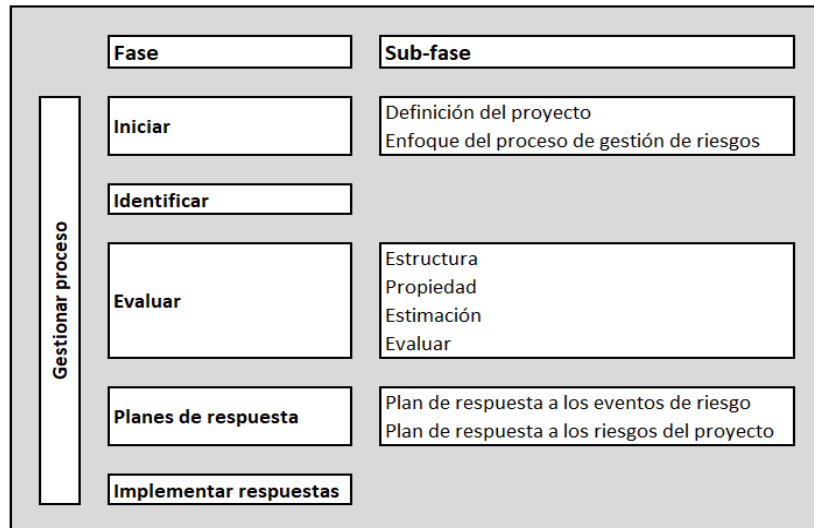 Fase
Sub-fase
Gestionar proceso
Iniciar
Definición del proyecto
Enfoque del proceso de gestión de riesgos
Identificar
Evaluar
Estructura
Propiedad
Estimación
Evaluar
Planes de respuesta
Plan de respuesta a los eventos de riesgo
Plan de respuesta a los riesgos del proyecto
Implementar respuestas